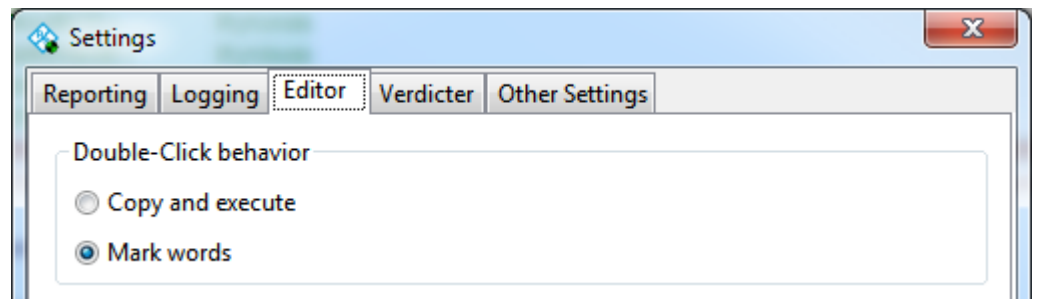 Settings
Reporting Logging Editor Verdicter Other Settings
Double-Click behavior
Copy and execute
Mark words